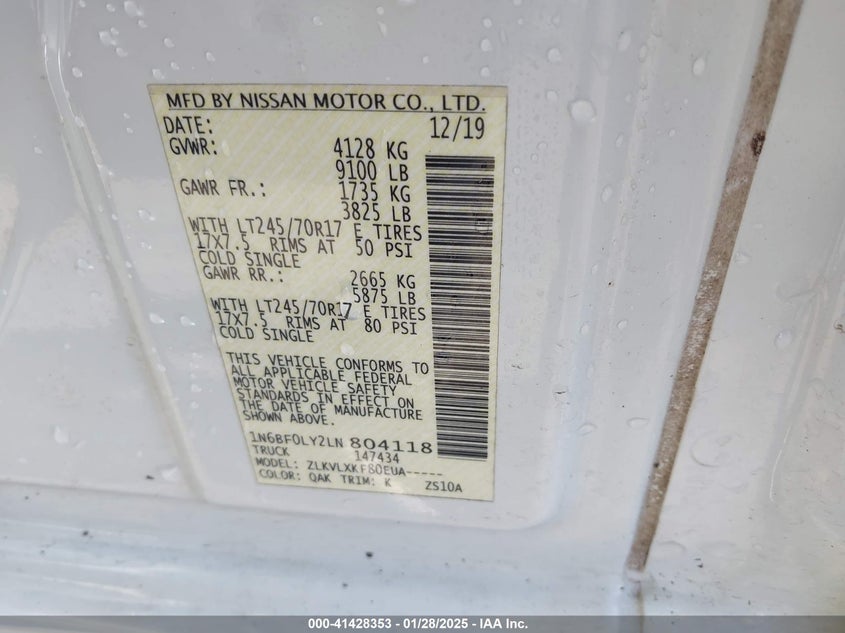 MFD BY NISSAN MOTOR CO., LTD.
DATE: 12/19
GVWR: 4128 KG
9100 LB
GAWR FR.: 1735 KG
3825 LB
WITH LT245/70R17 E TIRES
17X7.5 RIMS AT 50 PSI
COLD SINGLE
GAWR RR.: 2665 KG
5875 LB
WITH LT245/70R17 E TIRES
17X7.5 RIMS AT 80 PSI
COLD SINGLE
THIS VEHICLE CONFORMS TO
ALL APPLICABLE FEDERAL
MOTOR VEHICLE SAFETY
STANDARDS IN EFFECT ON
THE DATE OF MANUFACTURE
SHOWN ABOVE.
1N6BF0LY2LN 804118
TRUCK 147434
MODEL: ZLKVLXKF80EUA-----
COLOR: QAK TRIM: K ZS10A
000-41428353 - 01/28/2025 - IAA Inc.